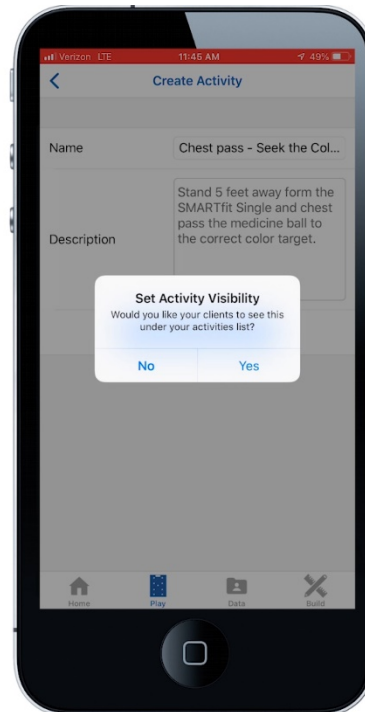 Verizon LTE 11:45 AM 49%
Create Activity
Name Chest pass - Seek the Col...
Stand 5 feet away form the
SMARTfit Single and chest
pass the medicine ball to
Description the correct color target.
Set Activity Visibility
Would you like your clients to see this
under your activities list?
No Yes
Home Play Data Build